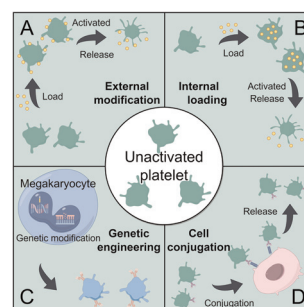 A
Activated
Release
Load
External
modification
B
Load
Activated
Release
Internal
loading
Unactivated
platelet
Megakaryocyte
Genetic modification
Genetic
engineering
C
Cell
conjugation
Release
Conjugation
D